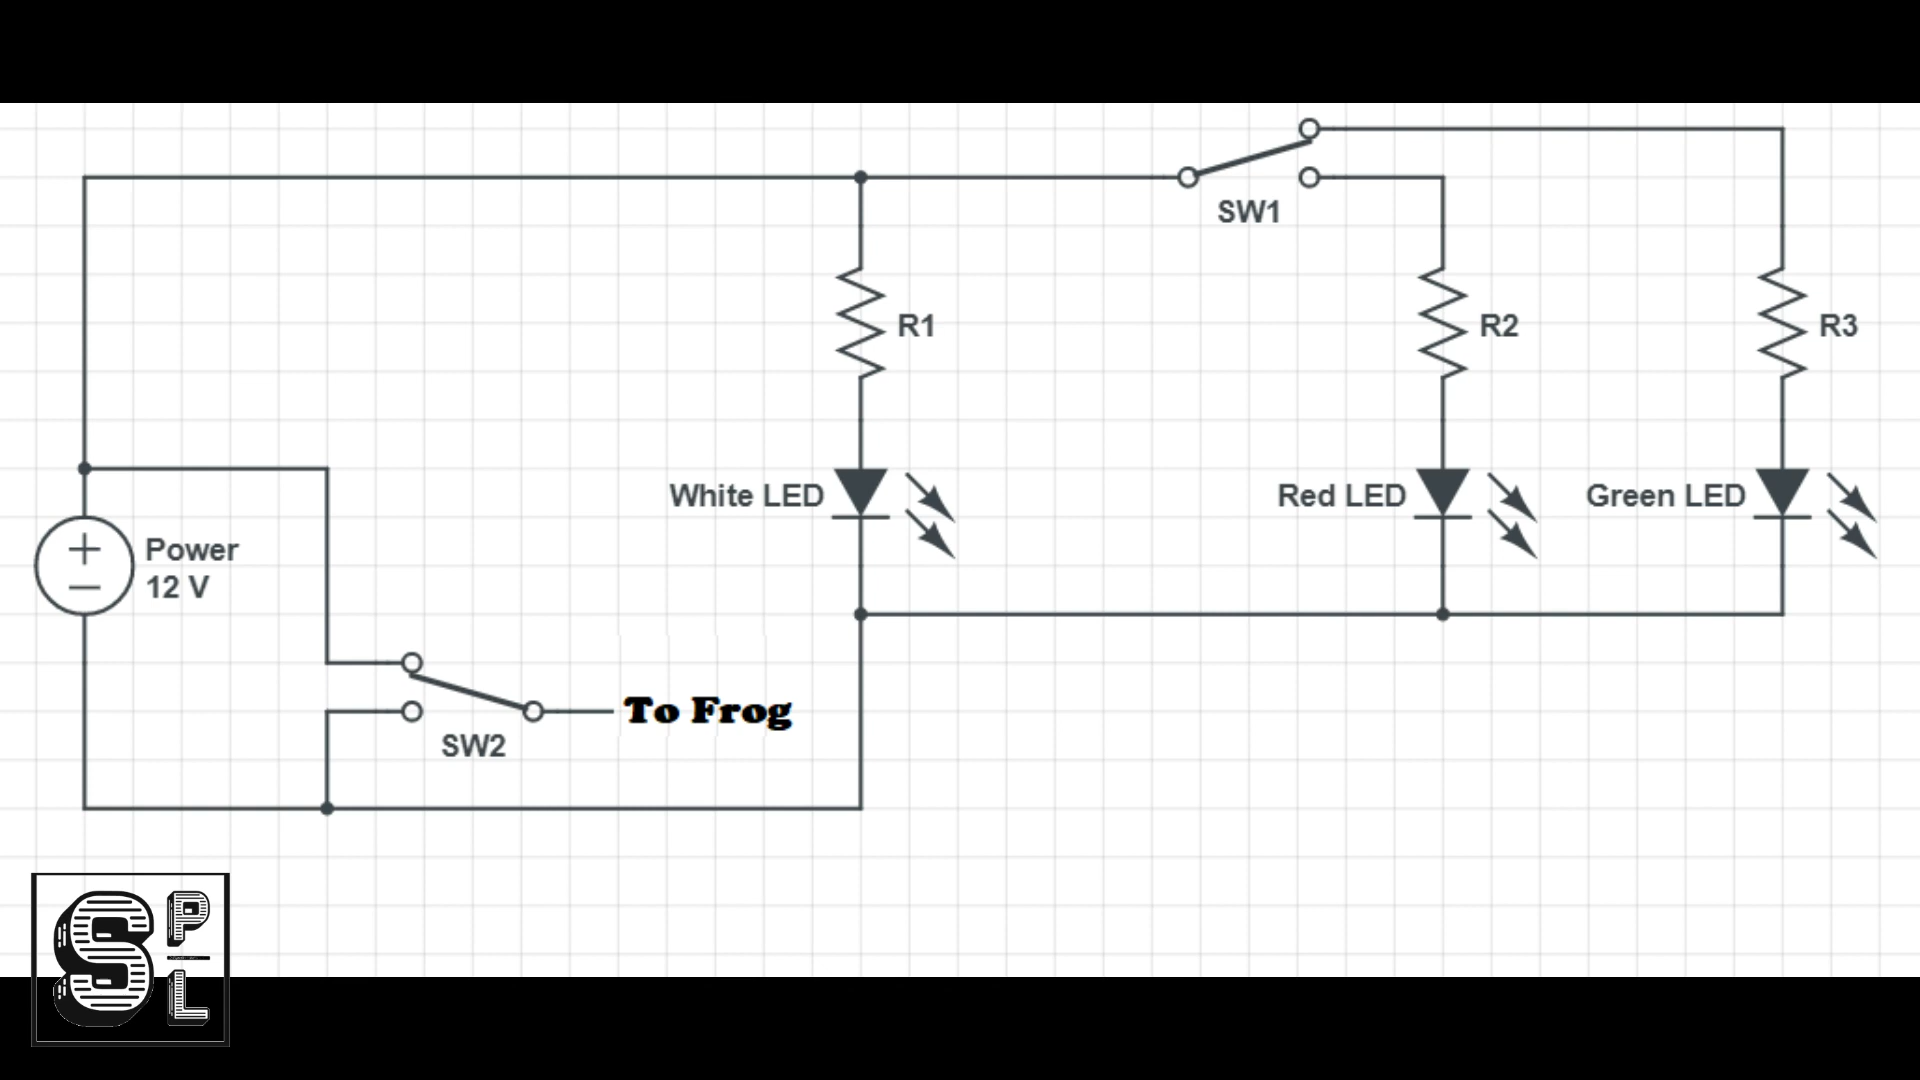 SW1
R1
R2
R3
White LED
Red LED
Green LED
+
−
Power
12 V
To Frog
SW2
S P
L